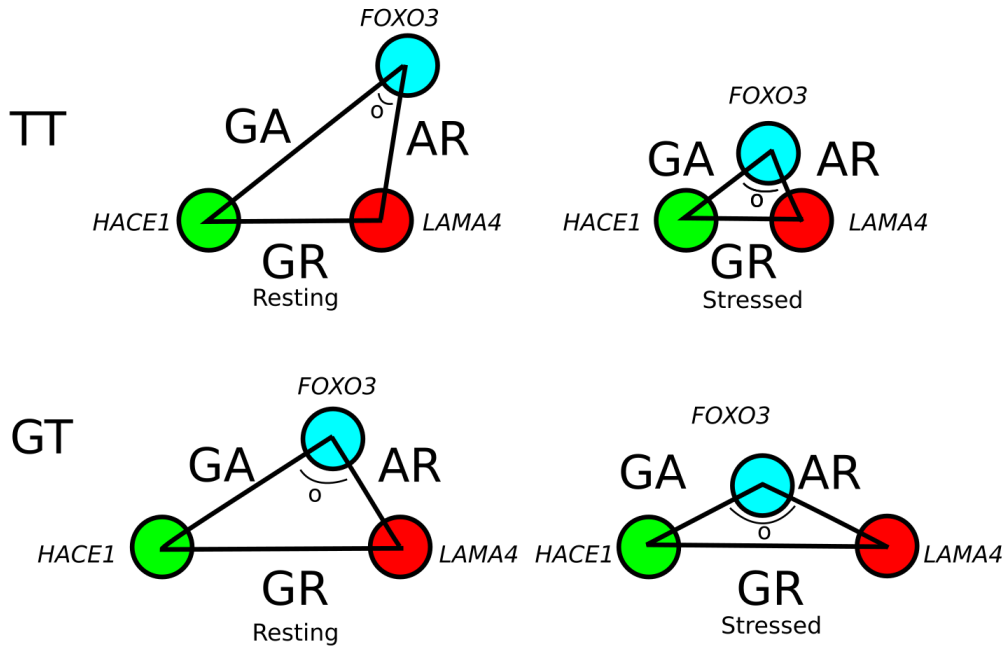 FOXO3
TT
GA
o
AR
HACE1
LAMA4
GR
Resting
FOXO3
GA
AR
o
HACE1
LAMA4
GR
Stressed
GT
FOXO3
GA
AR
o
HACE1
LAMA4
GR
Resting
FOXO3
GA
AR
o
HACE1
LAMA4
GR
Stressed